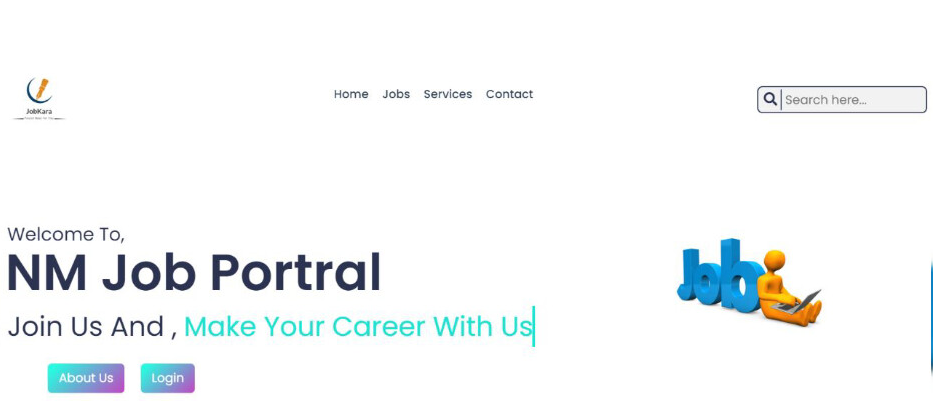 JobKara
Home Jobs Services Contact
Search here...
Welcome To,
NM Job Portral
Join Us And , Make Your Career With Us
Job
About Us Login